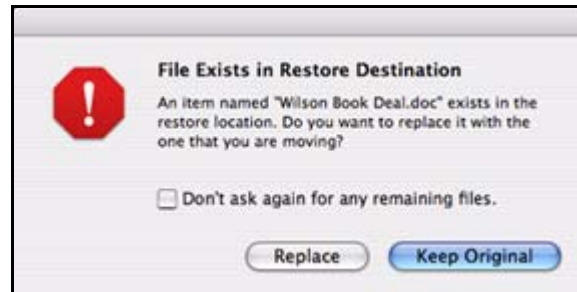 File Exists in Restore Destination
An item named "Wilson Book Deal.doc" exists in the
restore location. Do you want to replace it with the
one that you are moving?
Don't ask again for any remaining files.
Replace
Keep Original